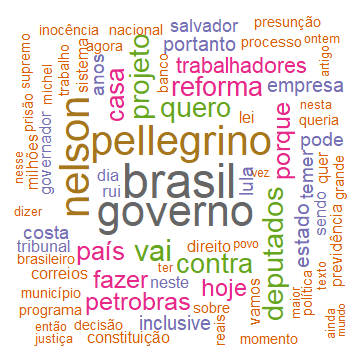 inocência nacional presunção
agora salvador ontem
supremo sistema projeto portanto processo artigo
michel trabalho anos casa banco trabalhadores
prisão reforma empresa
nesse milhões governador nelson quero lei nesta
pellegrino porque queria
pode
dia brasil lula vez temer quer grande
rui
dizer governo deputados estado sendo previdência
costa
tribunal país vai direito povo
brasileiro contra texto
correios fazer ter neste hoje vamos maior política
município petrobras
programa sobre ainda mundo
então decisão inclusive reais momento
justiça constituição